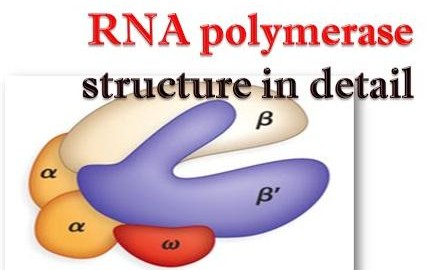 RNA polymerase
structure in detail
β
α
β'
α
ω